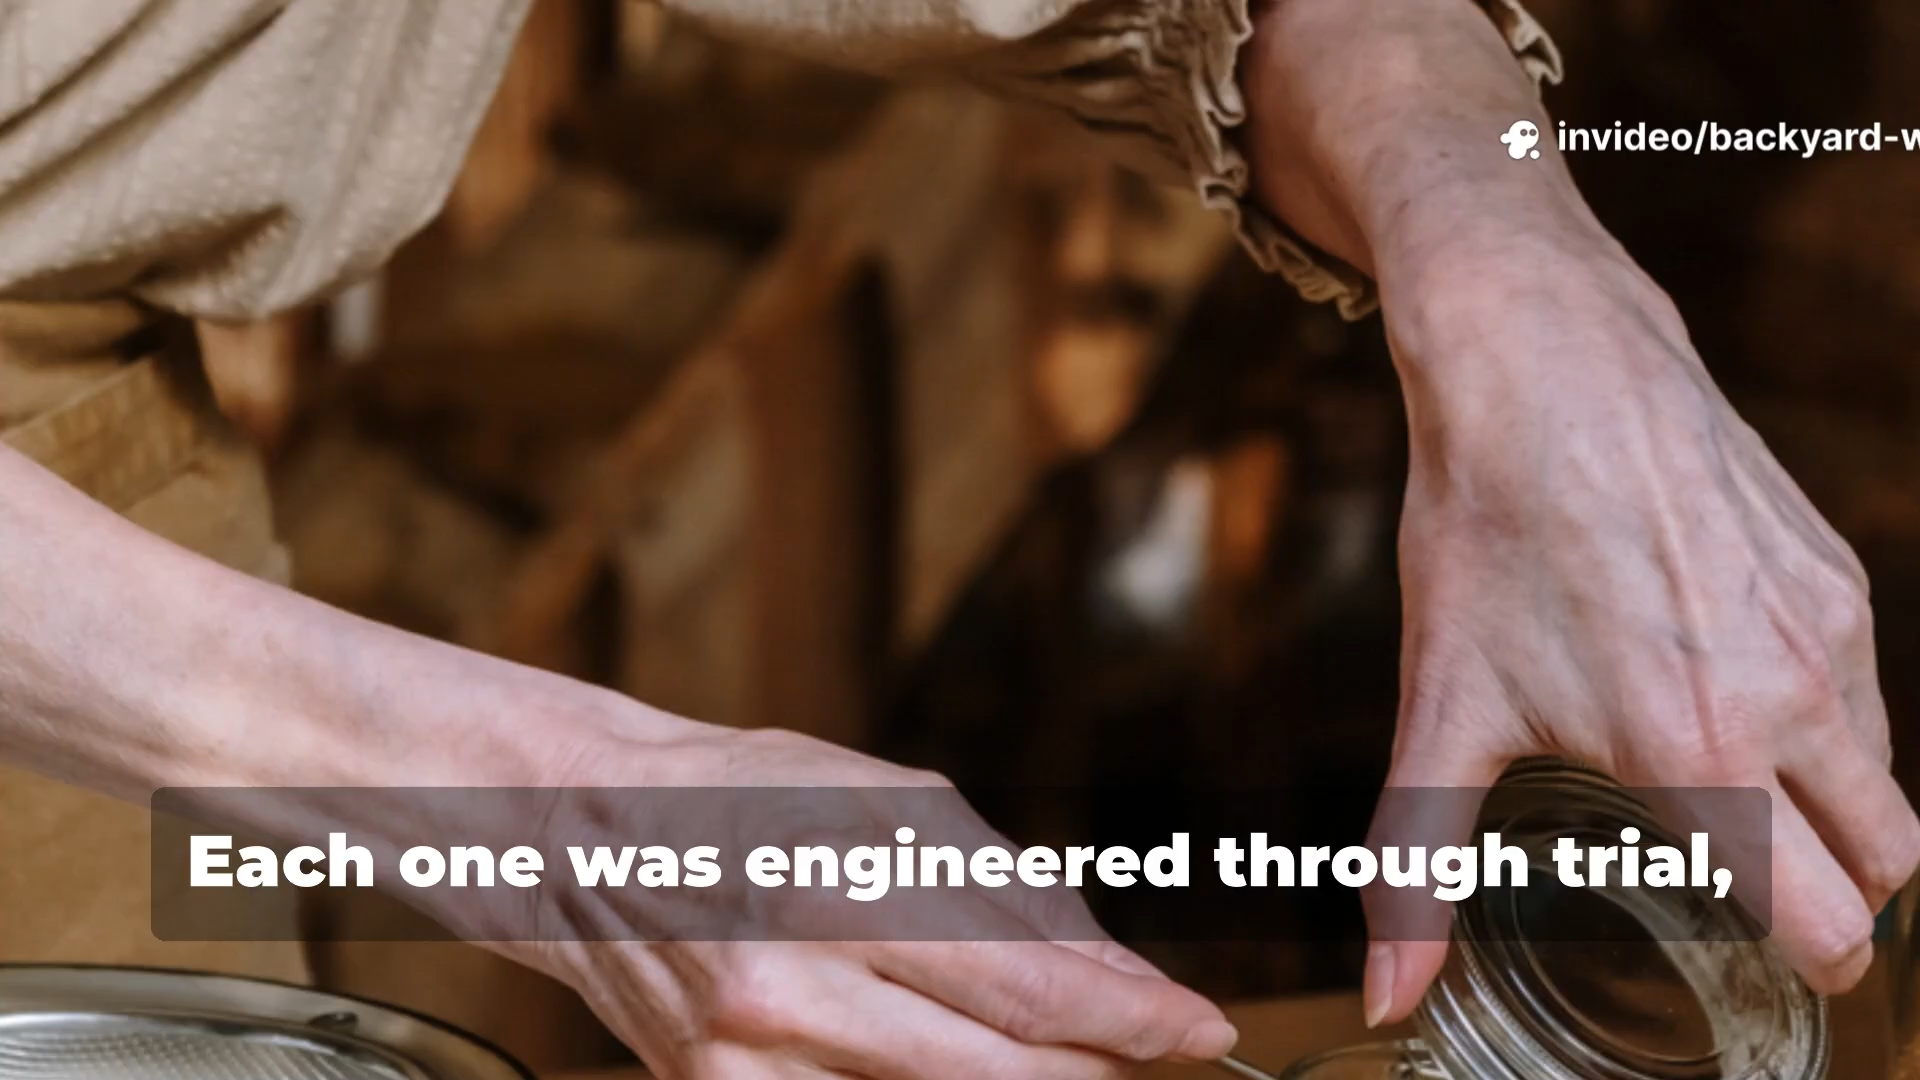 invideo/backyard-w
Each one was engineered through trial,